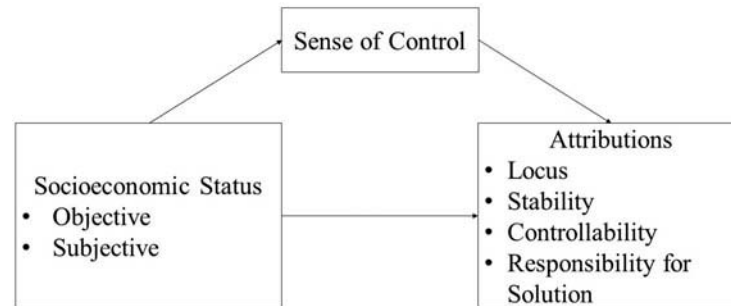 Sense of Control
Socioeconomic Status
• Objective
• Subjective
Attributions
• Locus
• Stability
• Controllability
• Responsibility for
Solution